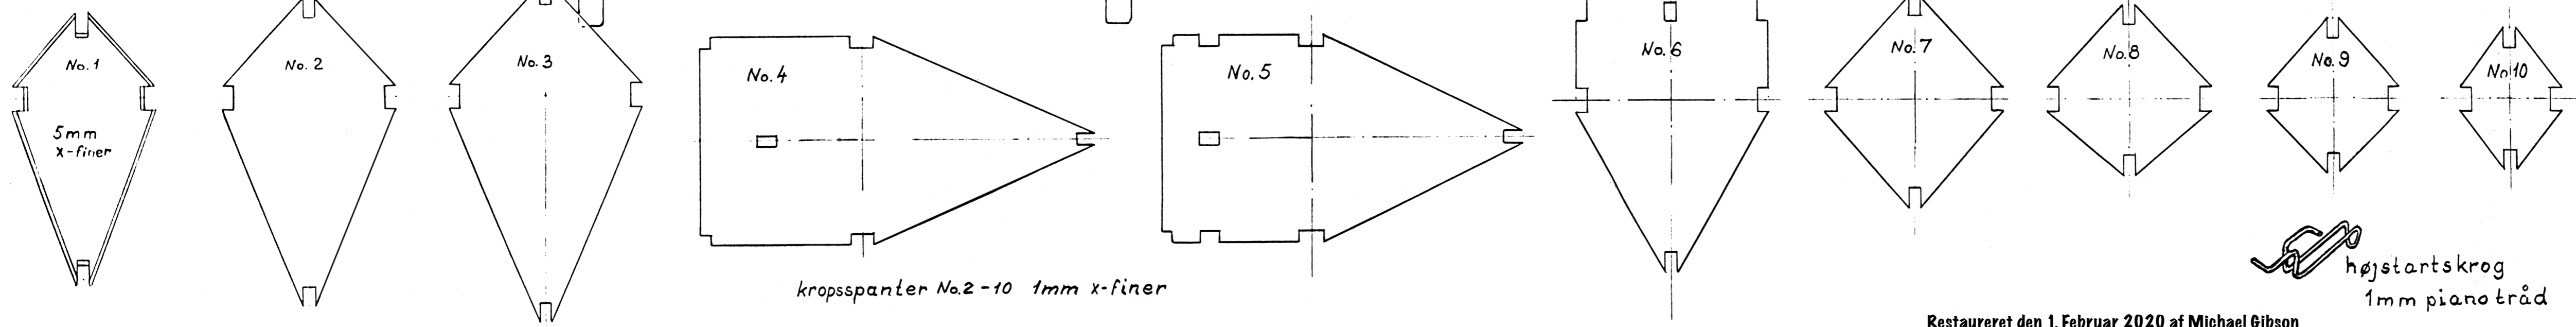 No. 1
5mm
x-finer
No. 2
No. 3
No. 4
No. 5
No. 6
No. 7
No. 8
No. 9
No 10
kropsspanter No. 2-10 1mm x-finer
højstartskrog
1mm pianotråd
Restaureret den 1. Februar 2020 af Michael Gibson